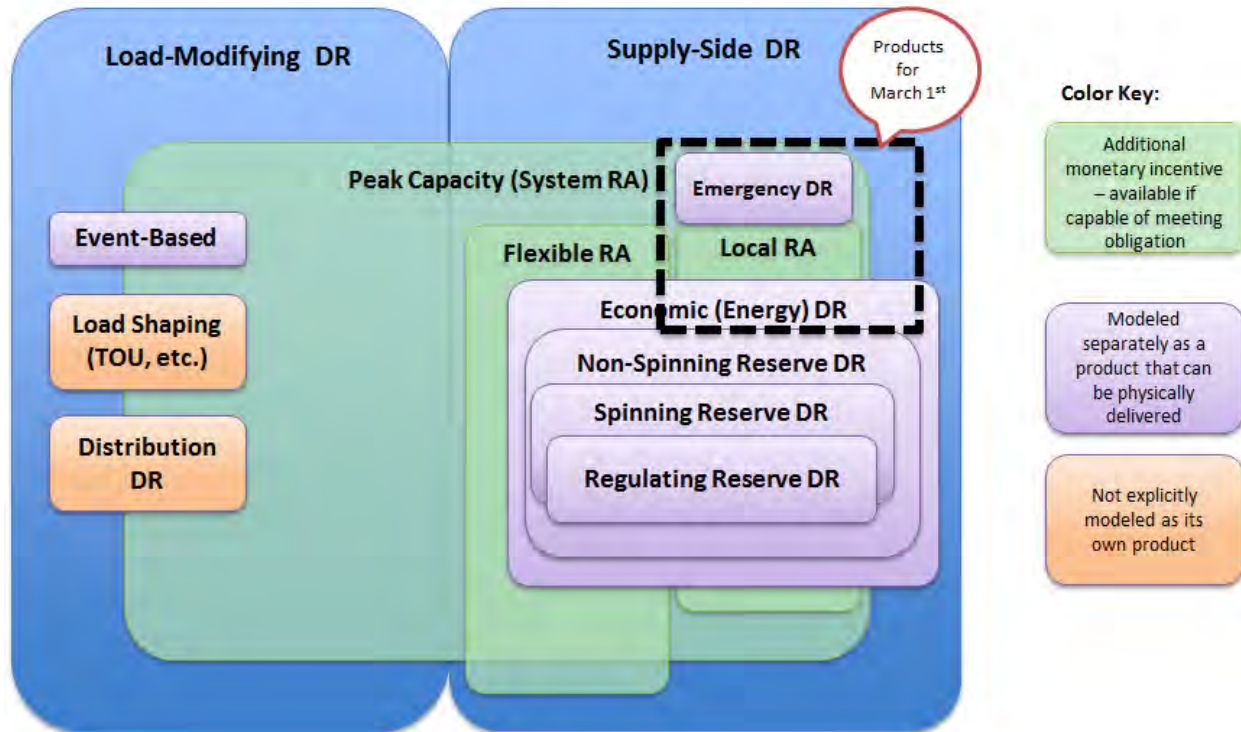 Load-Modifying DR
Supply-Side DR
Products
for
March 1st
Peak Capacity (System RA)
Emergency DR
Event-Based
Flexible RA
Local RA
Load Shaping
(TOU, etc.)
Economic (Energy) DR
Non-Spinning Reserve DR
Spinning Reserve DR
Distribution
DR
Regulating Reserve DR
Color Key:
Additional
monetary incentive
– available if
capable of meeting
obligation
Modeled
separately as a
product that can
be physically
delivered
Not explicitly
modeled as its
own product